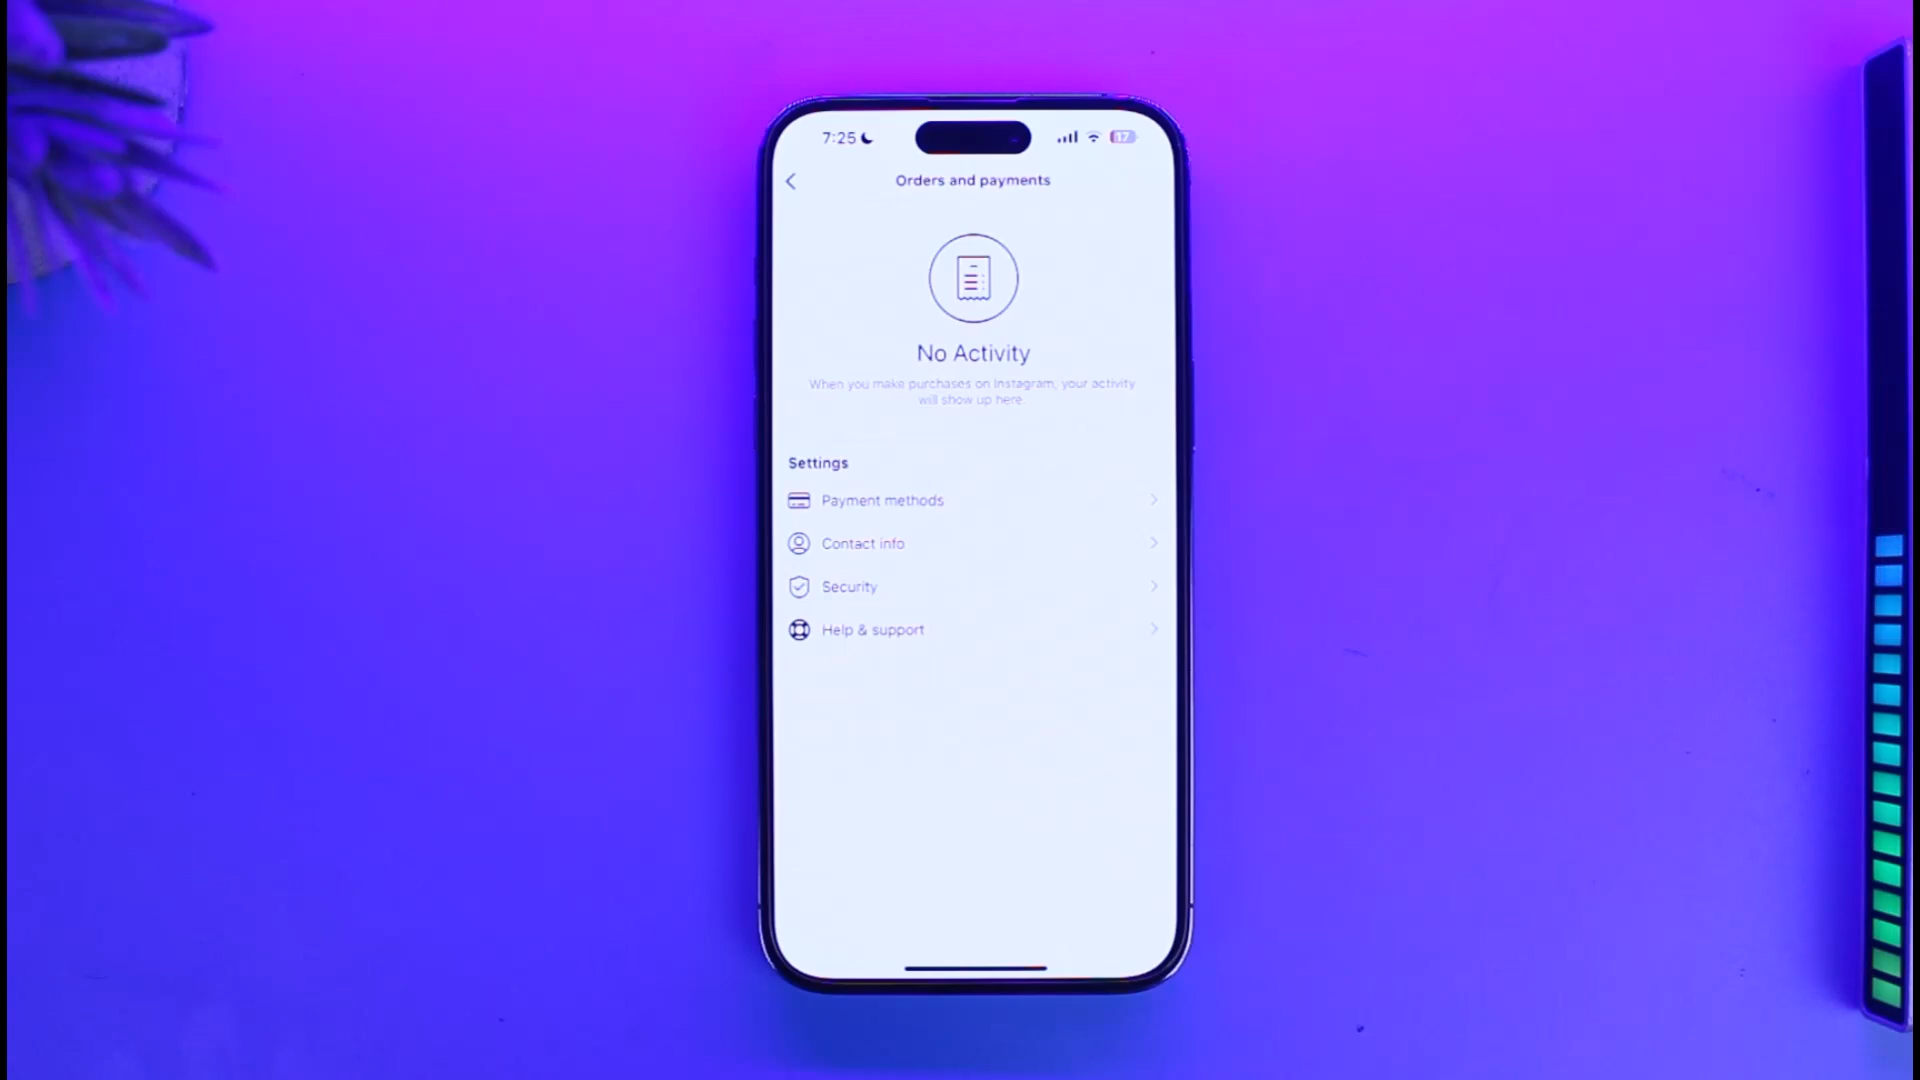 7:25
17
Orders and payments
No Activity
When you make purchases on Instagram, your activity
will show up here.
Settings
Payment methods
Contact info
Security
Help & support